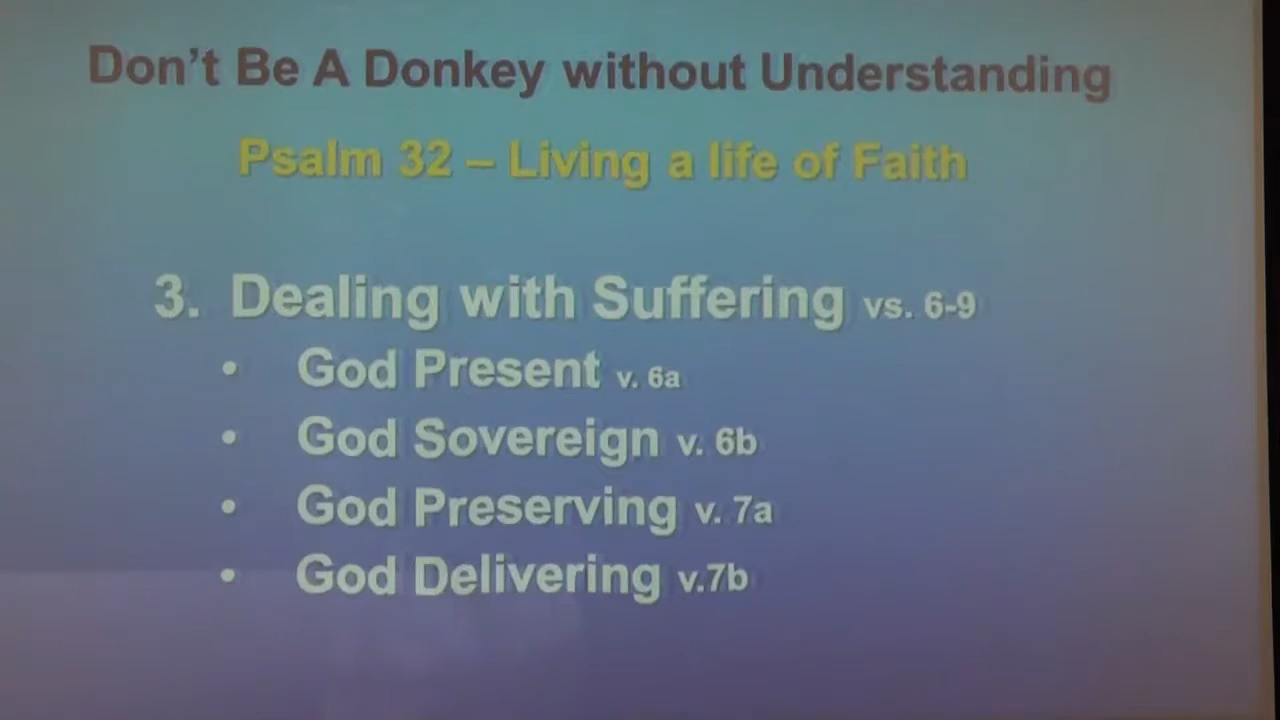 Don't Be A Donkey without Understanding
Psalm 32 – Living a life of Faith
3. Dealing with Suffering vs. 6-9
• God Present v. 6a
• God Sovereign v. 6b
• God Preserving v. 7a
• God Delivering v.7b